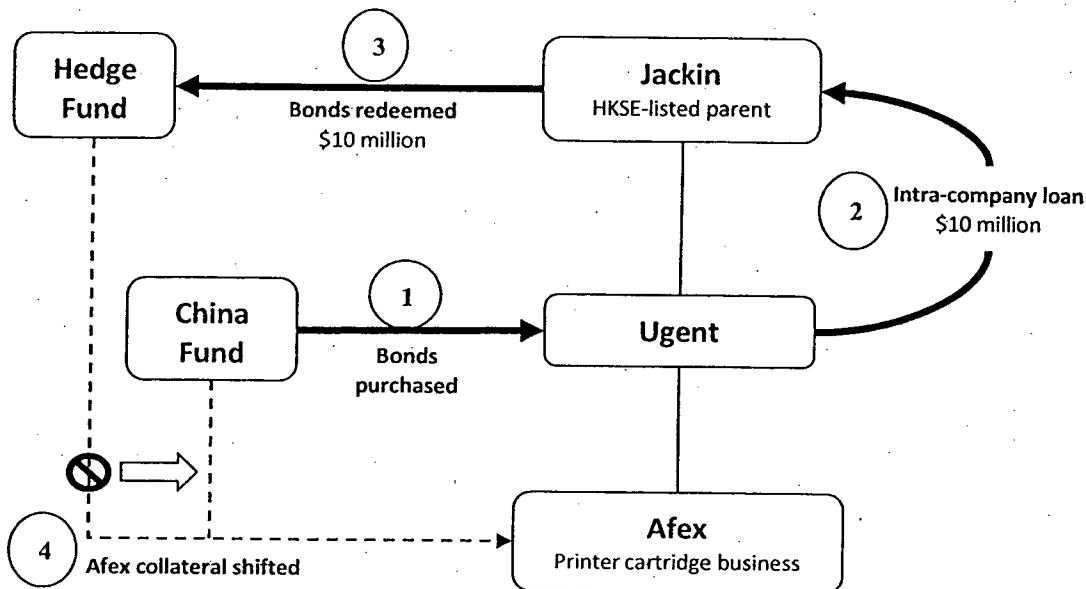 3
Hedge
Fund
Jackin
HKSE-listed parent
Bonds redeemed
$10 million
2
Intra-company loan
$10 million
1
China
Fund
Ugent
Bonds
purchased
4
Afex collateral shifted
Afex
Printer cartridge business